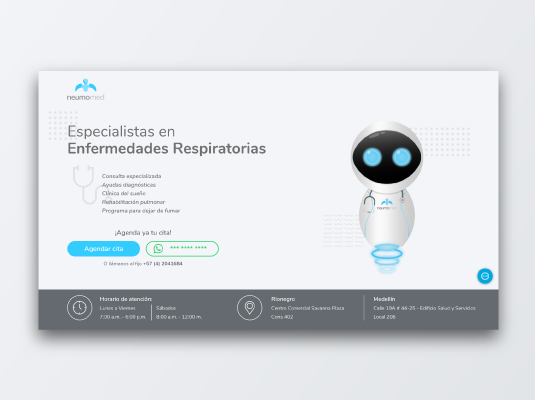 neumomed
Especialistas en
Enfermedades Respiratorias
Consulta especializada
Ayudas diagnósticas
Clínica del sueño
Rehabilitación pulmonar
Programa para dejar de fumar
¡Agenda ya tu cita!
Agendar cita
*** **** ****
O llámanos al fijo +57 (4) 2041684
neumomed
Horario de atención:
Lunes a Viernes
7:00 a.m. - 6:00 p.m.
Sábados
8:00 a.m. - 12:00 m.
Rionegro
Centro Comercial Savanna Plaza
Cons 402
Medellín
Calle 19A # 44-25 - Edificio Salud y Servicios
Local 206